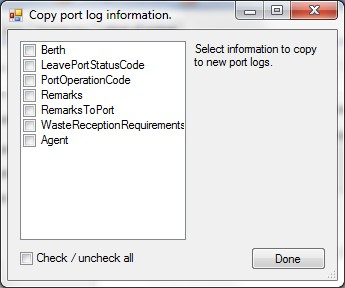 Copy port log information.
Berth
LeavePortStatusCode
PortOperationCode
Remarks
RemarksToPort
WasteReceptionRequirements
Agent
Select information to copy
to new port logs.
Check / uncheck all
Done